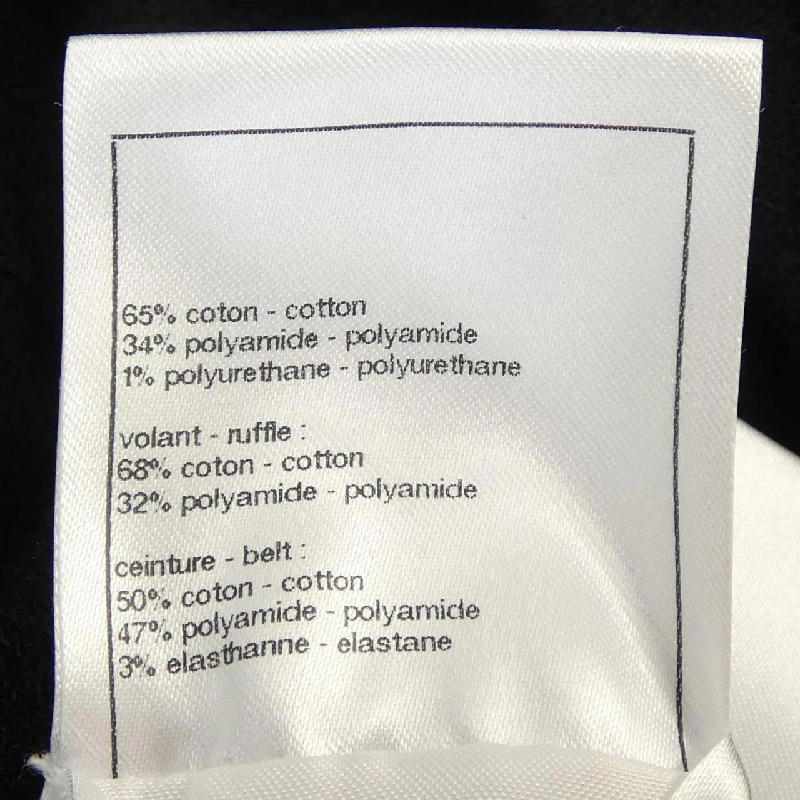 65% coton - cotton
34% polyamide - polyamide
1% polyurethane - polyurethane
volant - ruffle :
68% coton - cotton
32% polyamide - polyamide
ceinture - belt :
50% coton - cotton
47% polyamide - polyamide
3% elasthanne - elastane